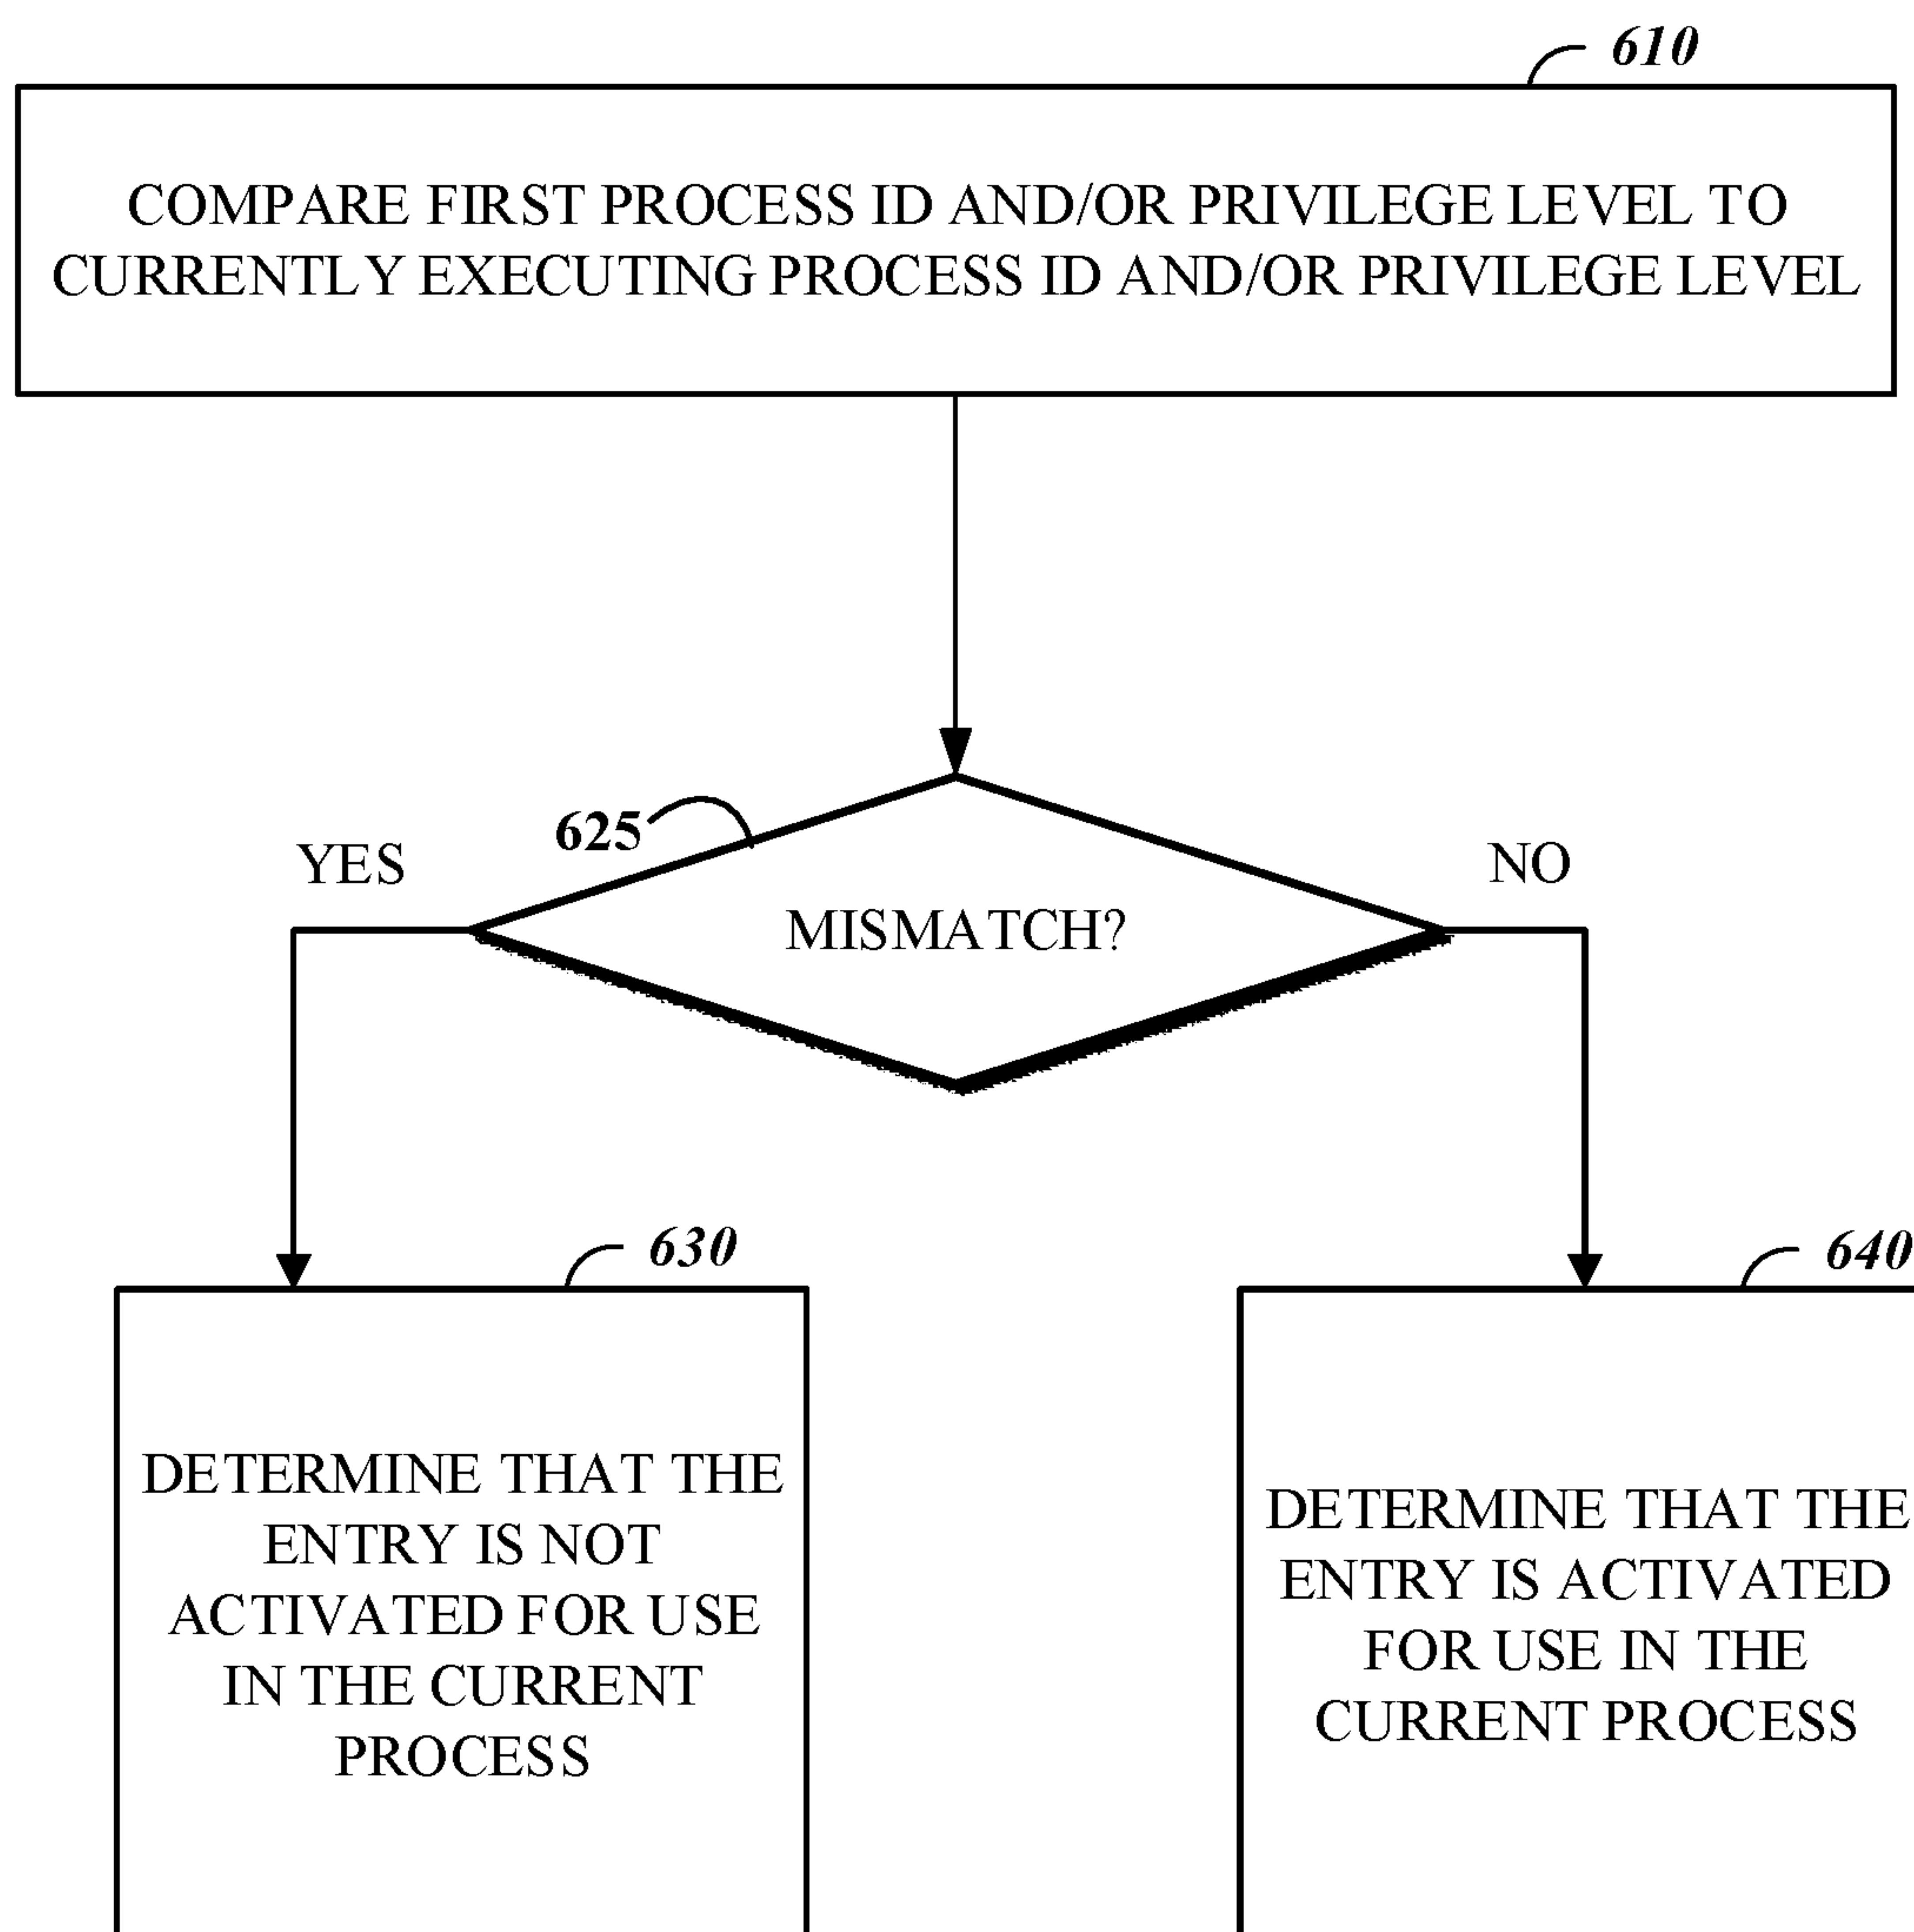 610
COMPARE FIRST PROCESS ID AND/OR PRIVILEGE LEVEL TO
CURRENTLY EXECUTING PROCESS ID AND/OR PRIVILEGE LEVEL
625
YES
NO
MISMATCH?
630
640
DETERMINE THAT THE
ENTRY IS NOT
ACTIVATED FOR USE
IN THE CURRENT
PROCESS
DETERMINE THAT THE
ENTRY IS ACTIVATED
FOR USE IN THE
CURRENT PROCESS